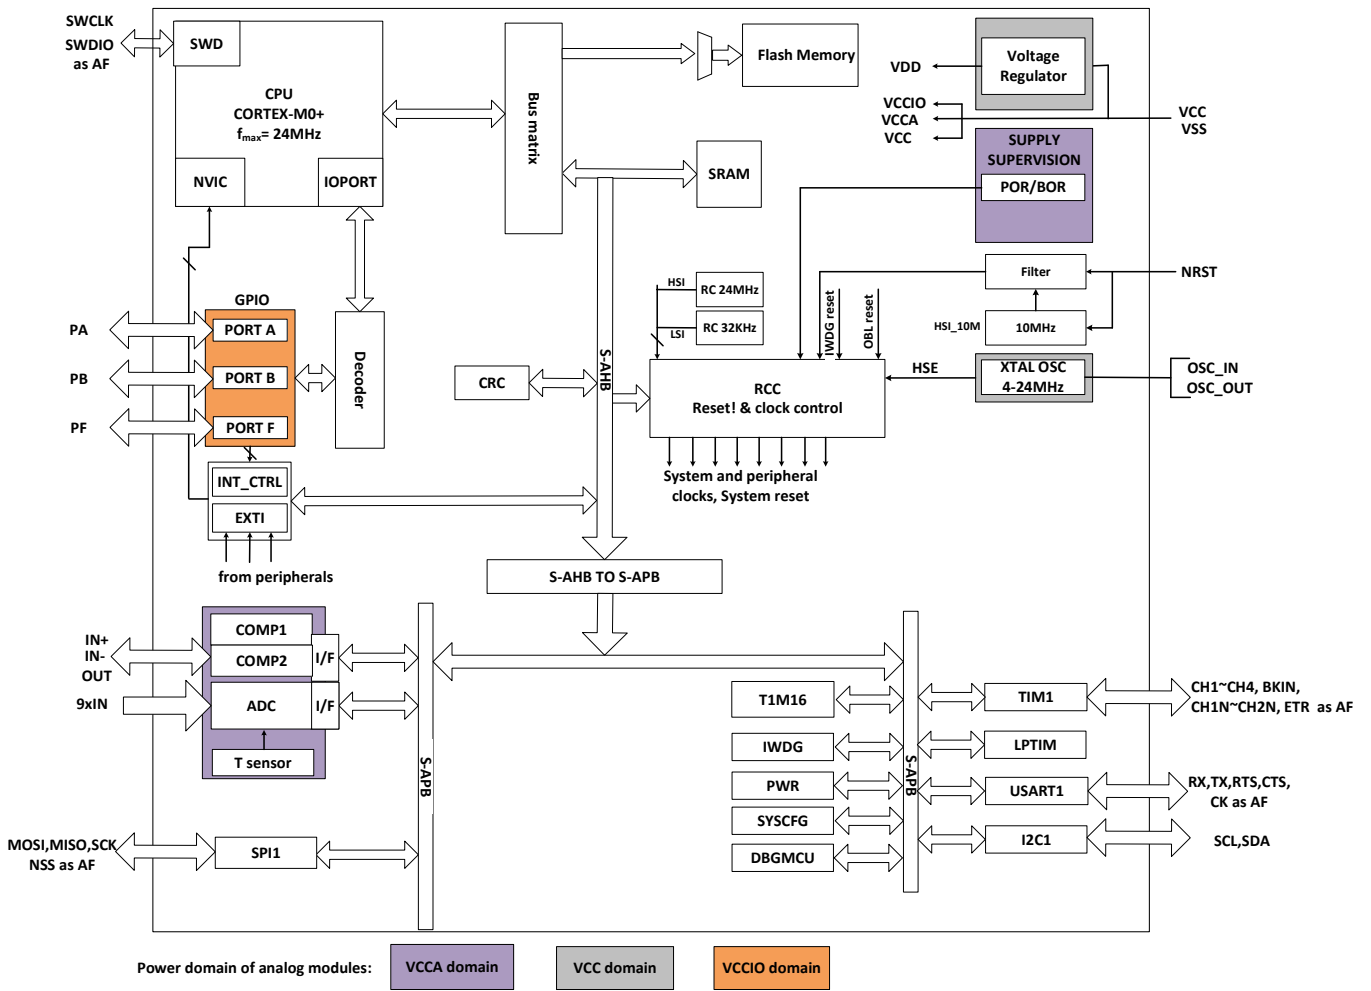 SWCLK
SWDIO
as AF
SWD
CPU
CORTEX-M0+
fmax= 24MHz
NVIC
IOPORT
Bus matrix
Flash Memory
SRAM
VDD
Voltage
Regulator
VCCIO
VCCA
VCC
VCC
VSS
SUPPLY
SUPERVISION
POR/BOR
Filter
NRST
HSI_10M
10MHz
HSI
RC 24MHz
LSI
RC 32KHz
IWDG reset
OBL reset
GPIO
PA
PORT A
PB
PORT B
PF
PORT F
Decoder
S-AHB
CRC
RCC
Reset! & clock control
HSE
XTAL OSC
4-24MHz
OSC_IN
OSC_OUT
System and peripheral
clocks, System reset
INT_CTRL
EXTI
from peripherals
S-AHB TO S-APB
IN+
IN-
OUT
COMP1
COMP2
I/F
9xIN
ADC
I/F
T sensor
S-APB
S-APB
MOSI,MISO,SCK
NSS as AF
SPI1
T1M16
IWDG
PWR
SYSCFG
DBGMCU
TIM1
LPTIM
USART1
I2C1
CH1~CH4, BKIN,
CH1N~CH2N, ETR as AF
RX,TX,RTS,CTS,
CK as AF
SCL,SDA
Power domain of analog modules:
VCCA domain
VCC domain
VCCIO domain